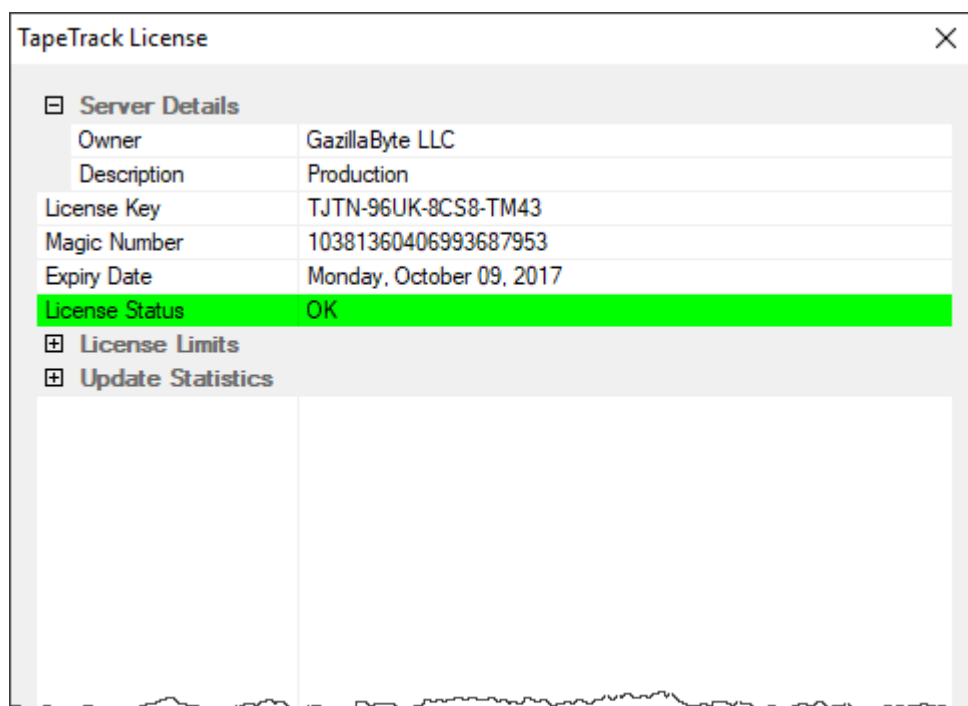 TapeTrack License
Server Details
Owner GazillaByte LLC
Description Production
License Key TJTN-96UK-8CS8-TM43
Magic Number 10381360406993687953
Expiry Date Monday, October 09, 2017
License Status OK
License Limits
Update Statistics